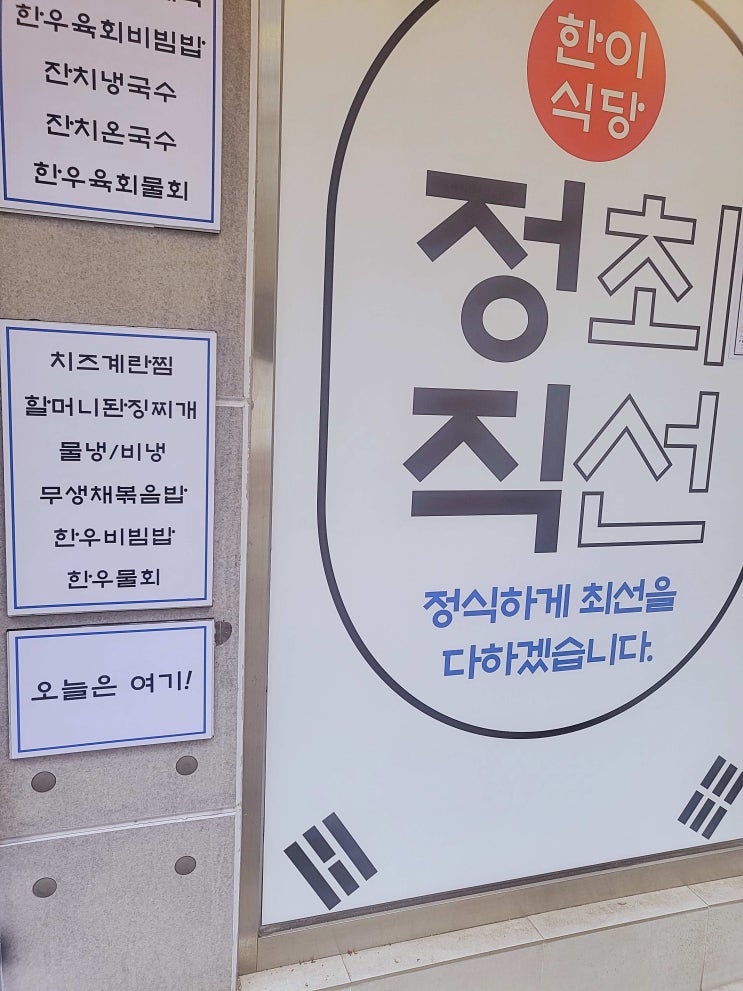 한우육회비빔밥
잔치냉국수
잔치온국수
한우육회물회
치즈계란찜
할머니된징찌개
물냉/비냉
무생채볶음밥
한우비빔밥
한우물회
오늘은 여기!
한이
식당
정최
직선
정식하게 최선을
다하겠습니다.